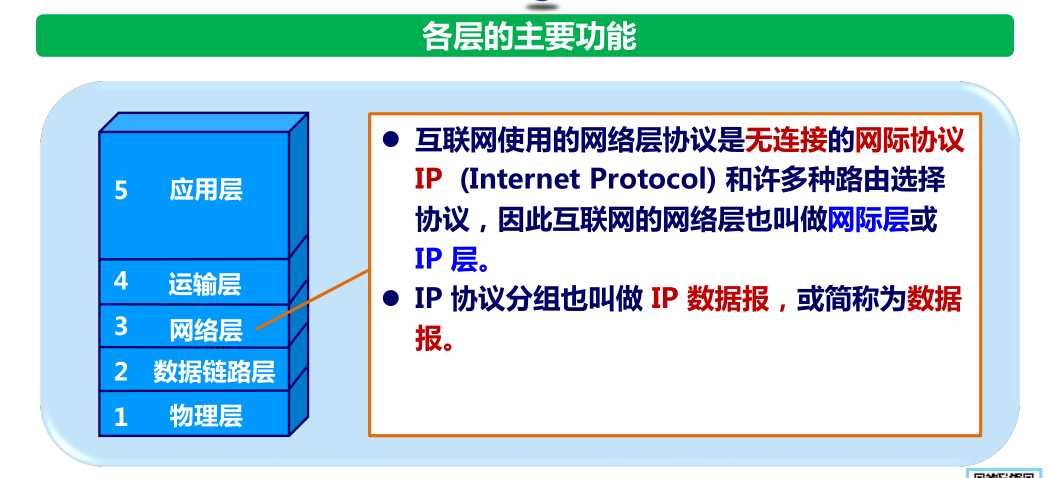 各层的主要功能
5 应用层
4 运输层
3 网络层
2 数据链路层
1 物理层
● 互联网使用的网络层协议是无连接的网际协议
IP (Internet Protocol) 和许多种路由选择
协议，因此互联网的网络层也叫做网际层或
IP 层。
● IP 协议分组也叫做 IP 数据报，或简称为数据
报。